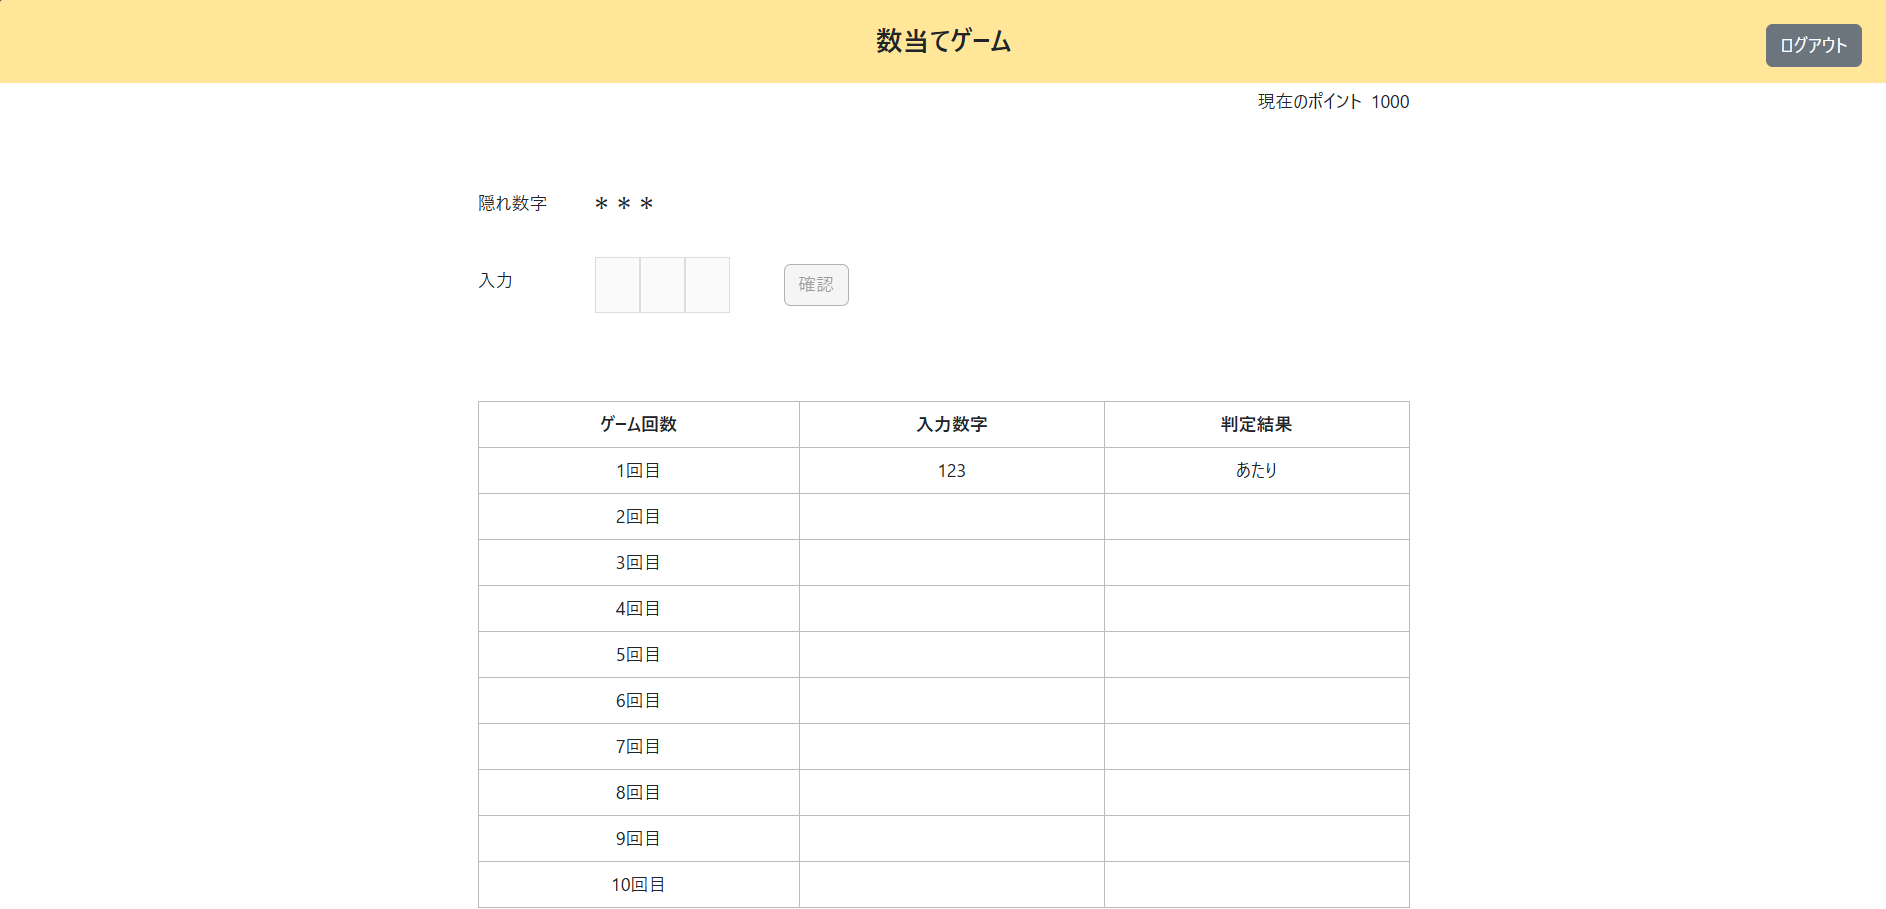 数当てゲーム
ログアウト
現在のポイント 1000
隠れ数字 ＊ ＊ ＊
入力 確認
ゲーム回数 入力数字 判定結果
1回目 123 あたり
2回目
3回目
4回目
5回目
6回目
7回目
8回目
9回目
10回目